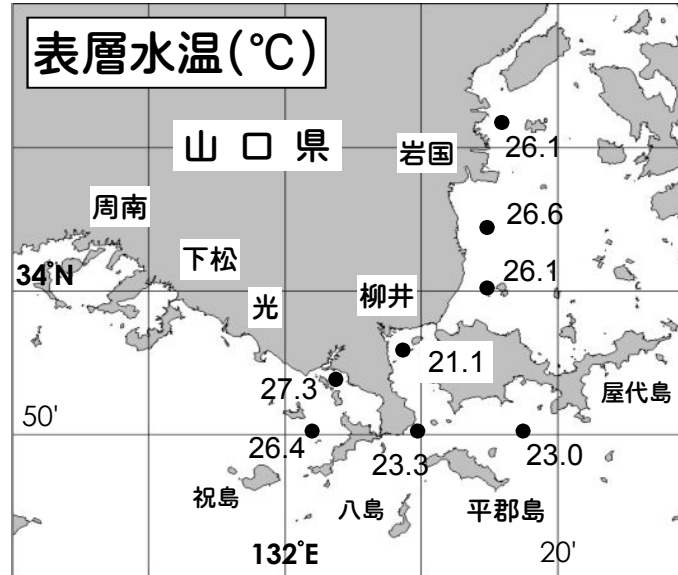 表層水温(℃)
山口県
岩国
26.1
周南
26.6
下松
34°N
26.1
光
柳井
21.1
27.3
屋代島
50'
26.4
23.3
23.0
祝島
八島
平郡島
132°E
20'